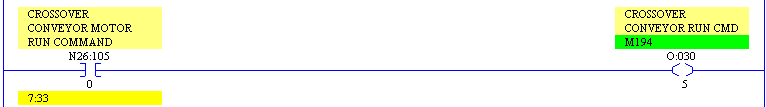 CROSSOVER
CONVEYOR MOTOR
RUN COMMAND
N26:105
0
7:33
CROSSOVER
CONVEYOR RUN CMD
M194
O:030
5